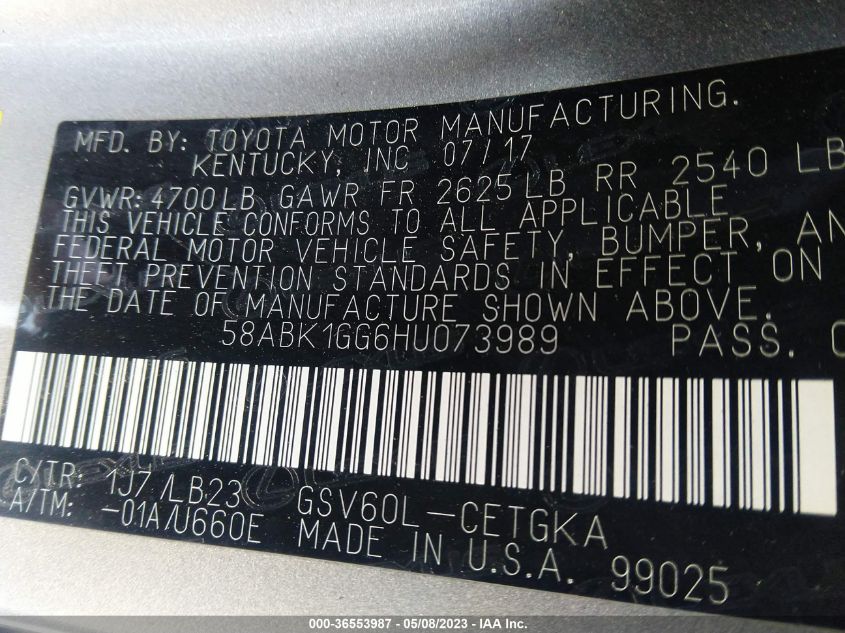 MFD. BY: TOYOTA MOTOR MANUFACTURING.
KENTUCKY, INC 07/17
GVWR: 4700LB GAWR FR 2625LB RR 2540 LB
THIS VEHICLE CONFORMS TO ALL APPLICABLE
FEDERAL MOTOR VEHICLE SAFETY, BUMPER, AN
THEFT PREVENTION STANDARDS IN EFFECT ON
THE DATE OF MANUFACTURE SHOWN ABOVE.
58ABK1GG6HU073989 PASS. C
C/TR: 1J7/LB23 GSV60L-CETGKA
A/TM: -01A/U660E MADE IN U.S.A. 99025
000-36553987 - 05/08/2023 - IAA Inc.